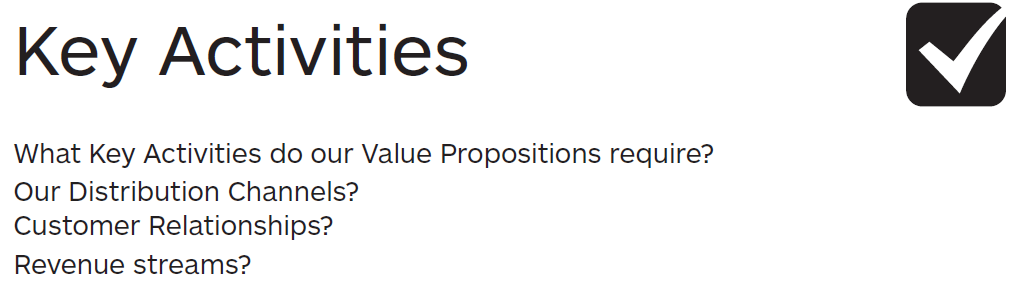 Key Activities
What Key Activities do our Value Propositions require?
Our Distribution Channels?
Customer Relationships?
Revenue streams?